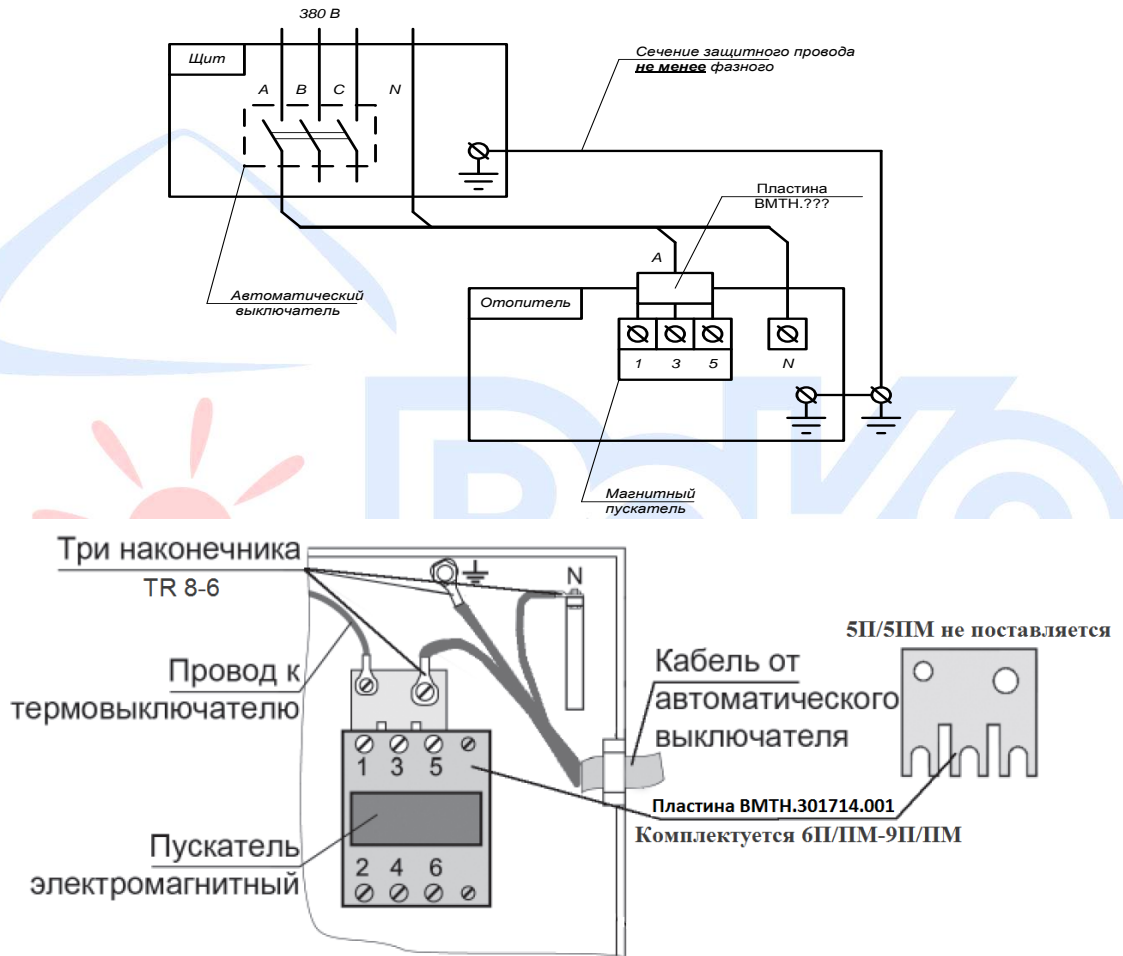 380 В
Щит
Сечение защитного провода
не менее фазного
A B C N
Пластина
ВМТН.???
A
Автоматический
выключатель
Отопитель
1 3 5 N
Магнитный
пускатель
Три наконечника
TR 8-6
N
5П/5ПМ не поставляется
Провод к
термовыключателю
Кабель от
автоматического
выключателя
1 3 5
Пластина ВМТН.301714.001
Комплектуется 6П/ПМ-9П/ПМ
Пускатель
электромагнитный
2 4 6